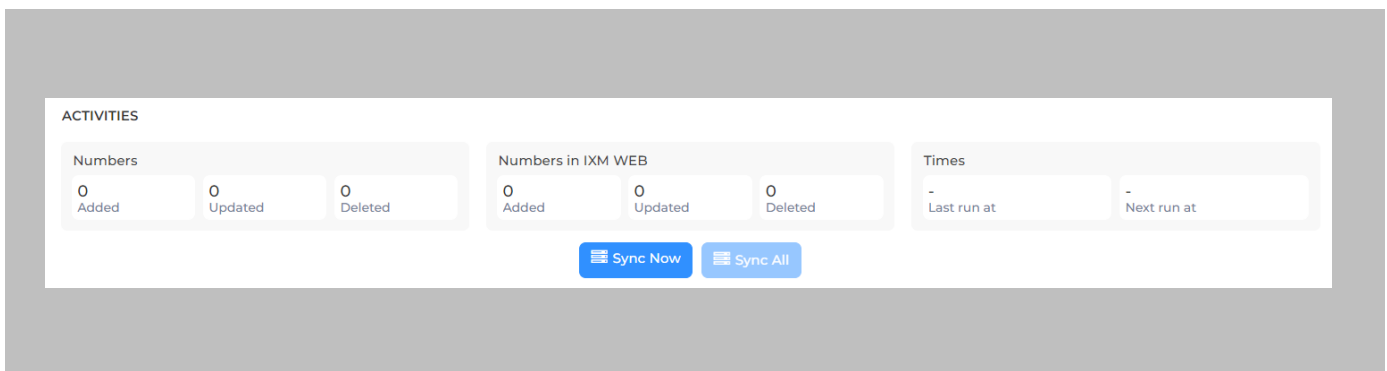 ACTIVITIES
Numbers
0
Added
0
Updated
0
Deleted
Numbers in IXM WEB
0
Added
0
Updated
0
Deleted
Times
-
Last run at
-
Next run at
Sync Now
Sync All